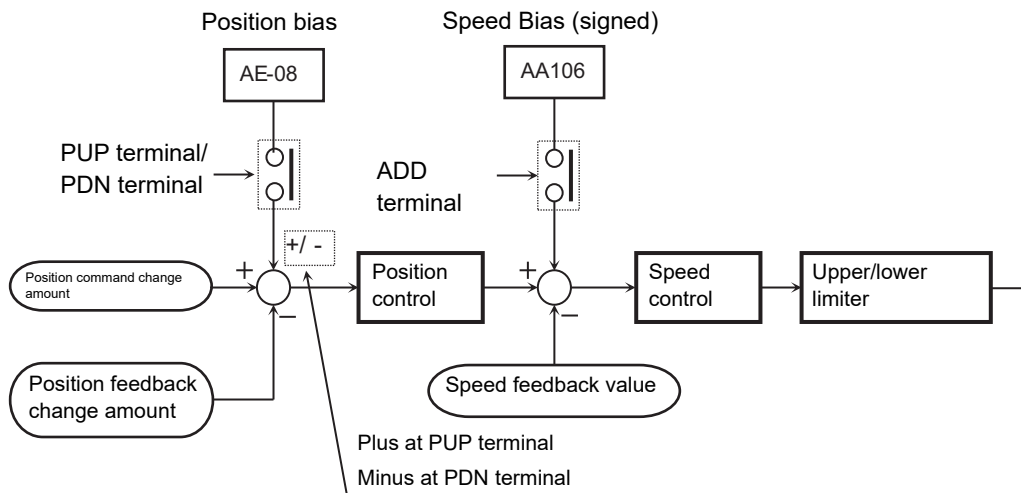 Position bias
Speed Bias (signed)
AE-08
AA106
PUP terminal/
PDN terminal
ADD
terminal
+/ -
Position command change
amount
+
−
Position
control
+
−
Speed
control
Upper/lower
limiter
Position feedback
change amount
Speed feedback value
Plus at PUP terminal
Minus at PDN terminal